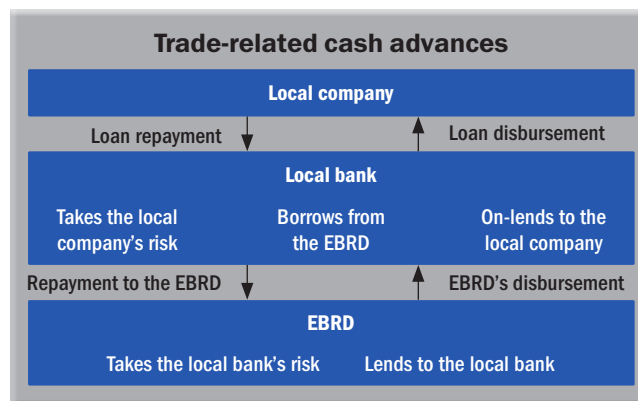 Trade-related cash advances
Local company
Loan repayment Loan disbursement
Local bank
Takes the local Borrows from On-lends to the
company's risk the EBRD local company
Repayment to the EBRD EBRD's disbursement
EBRD
Takes the local bank's risk Lends to the local bank